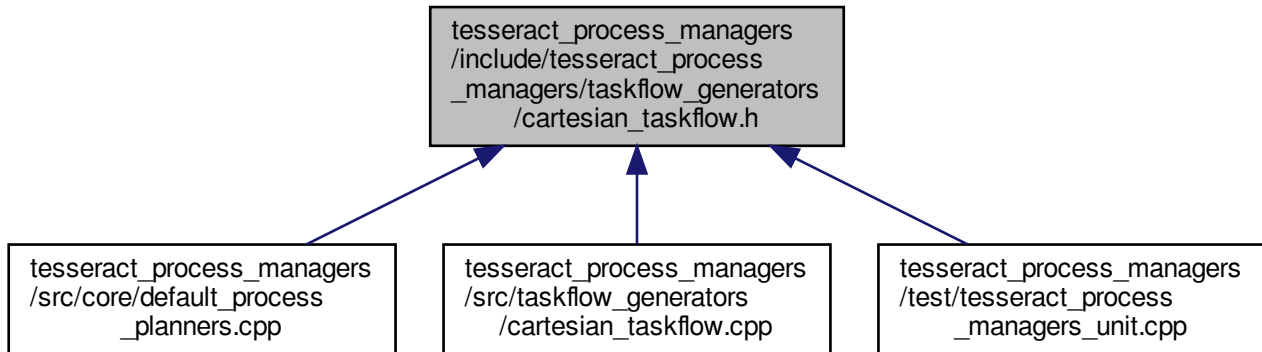 tesseract_process_managers
/include/tesseract_process
_managers/taskflow_generators
/cartesian_taskflow.h
tesseract_process_managers
/src/core/default_process
_planners.cpp
tesseract_process_managers
/src/taskflow_generators
/cartesian_taskflow.cpp
tesseract_process_managers
/test/tesseract_process
_managers_unit.cpp